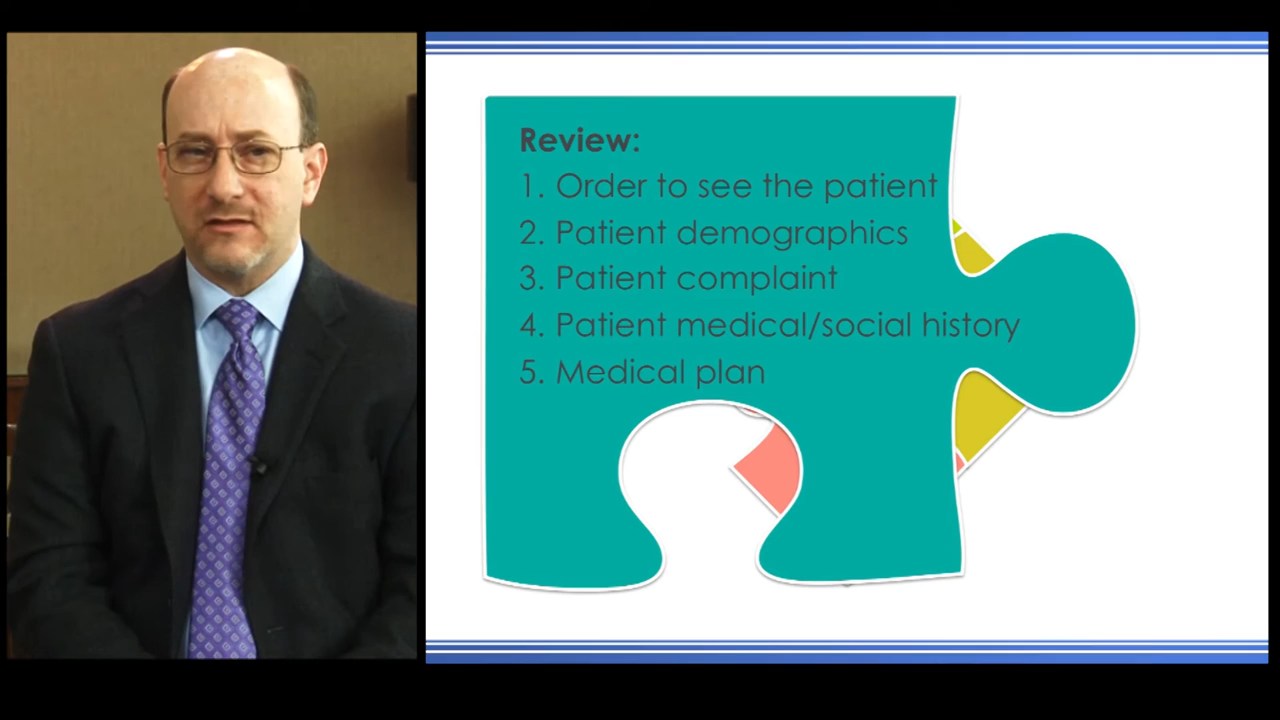 Review:
1. Order to see the patient
2. Patient demographics
3. Patient complaint
4. Patient medical/social history
5. Medical plan